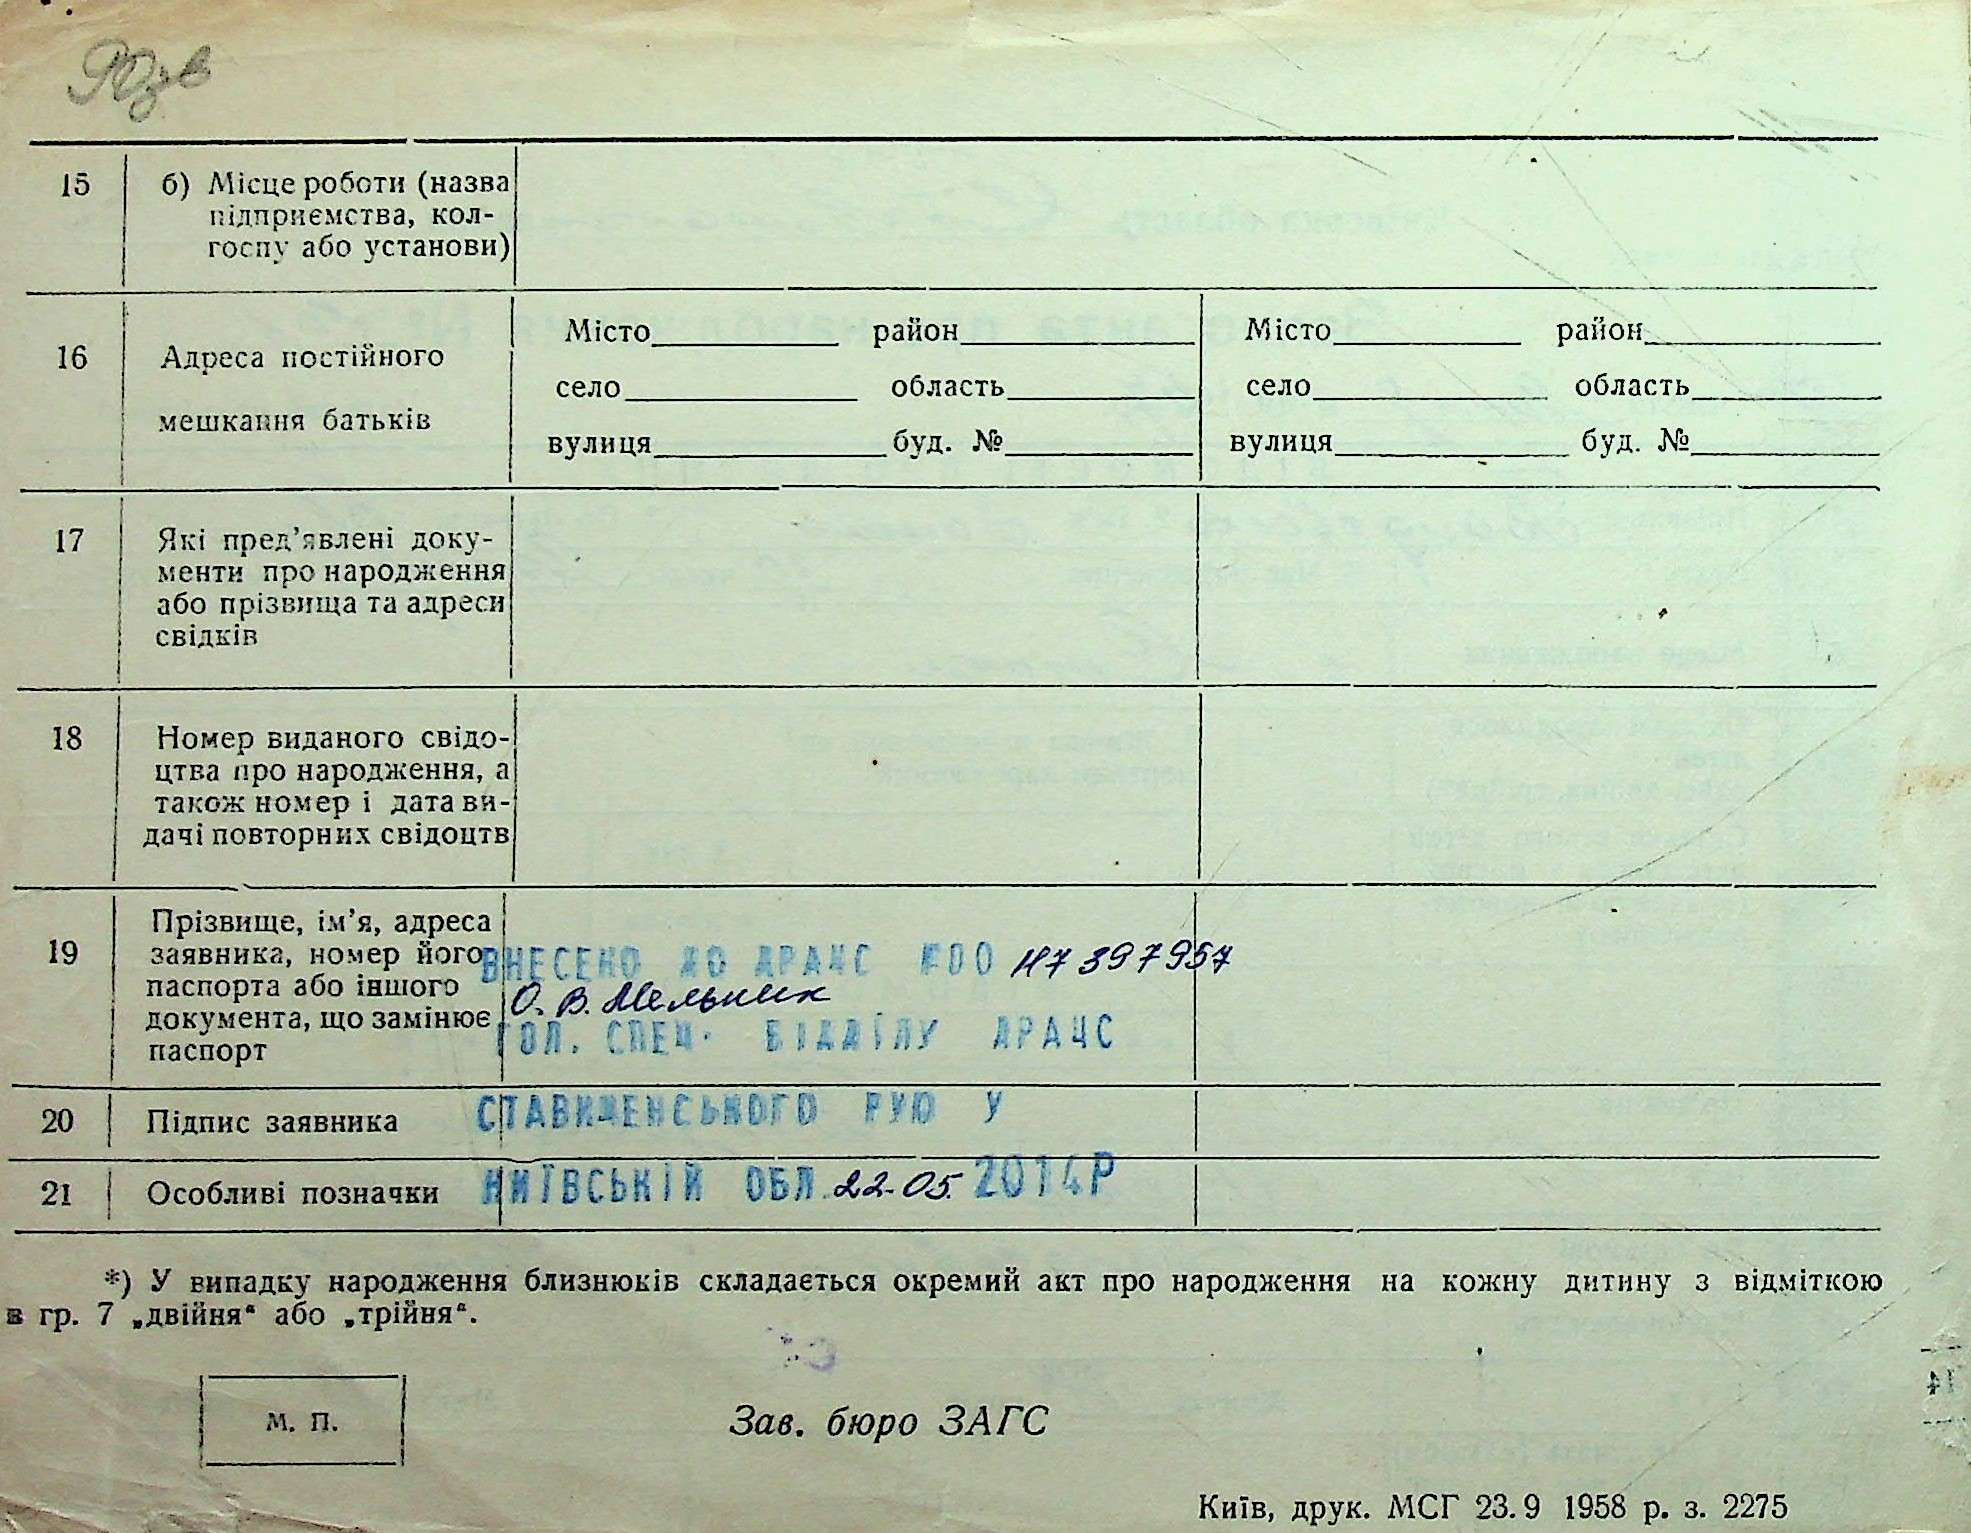 15 б) Місце роботи (назва
підприємства, кол-
госпу або установи)
Місто район Місто район
16 Адреса постійного
село область село область
мешкання батьків
вулиця буд. № вулиця буд. №
17 Які пред’явлені доку-
менти про народження
або прізвища та адреси
свідків
18 Номер виданого свідо-
цтва про народження, а
також номер і дата ви-
дачі повторних свідоцтв
Прізвище, ім’я, адреса
19 заявника, номер його
паспорта або іншого
документа, що замінює
паспорт
ВНЕСЕНО ДО ДРАЦС 397957
О. В. Мельник
ГОЛ. СПЕЦ. ВІДДІЛУ ДРАЦС
20 Підпис заявника СТАВИЩЕНСЬКОГО РУЮ У
21 Особливі позначки КИЇВСЬКІЙ ОБЛ. 22-05. 2014Р
*) У випадку народження близнюків складається окремий акт про народження на кожну дитину з відміткою
в гр. 7 „двійня“ або „трійня“.
М. П.
Зав. бюро ЗАГС
Київ, друк. МСГ 23.9 1958 р. з. 2275